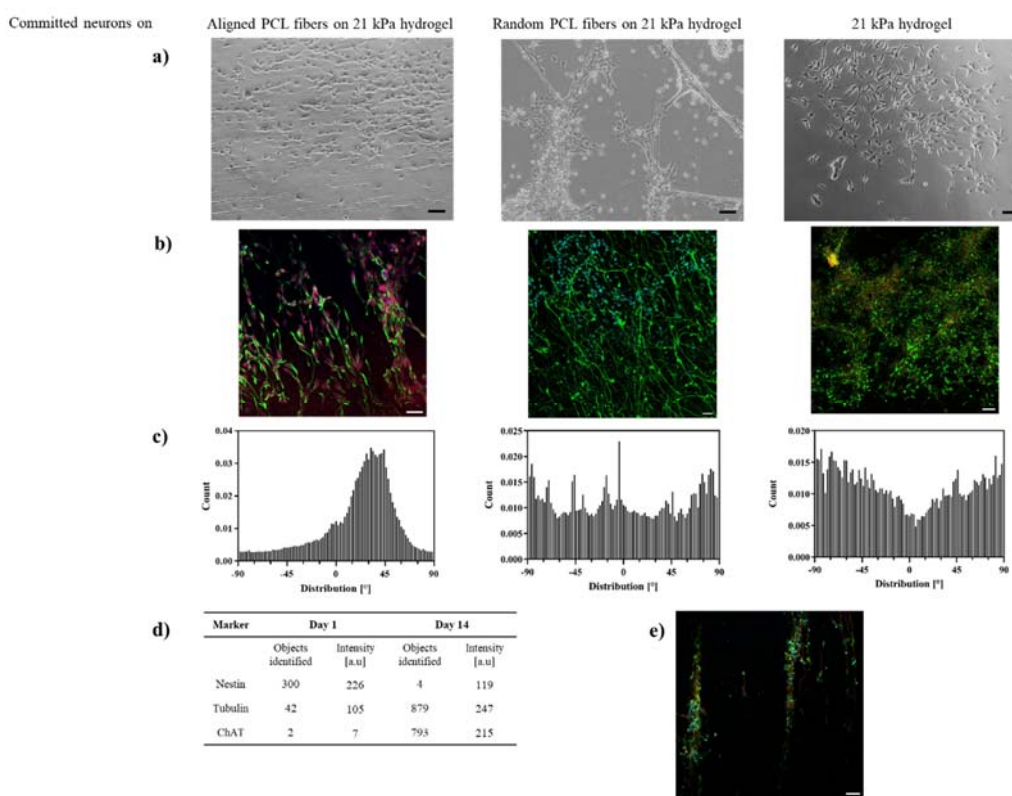 Committed neurons on
Aligned PCL fibers on 21 kPa hydrogel
Random PCL fibers on 21 kPa hydrogel
21 kPa hydrogel
a)
b)
c)
0.04
0.03
0.02
0.01
0.00
Count
-90
-45
0
45
90
Distribution [°]
0.025
0.020
0.015
0.010
0.005
0.000
Count
-90
-45
0
45
90
Distribution [°]
0.020
0.015
0.010
0.005
0.000
Count
-90
-45
0
45
90
Distribution [°]
d)
Marker Day 1 Day 14
Objects identified Intensity [a.u] Objects identified Intensity [a.u]
Nestin 300 226 4 119
Tubulin 42 105 879 247
ChAT 2 7 793 215
e)